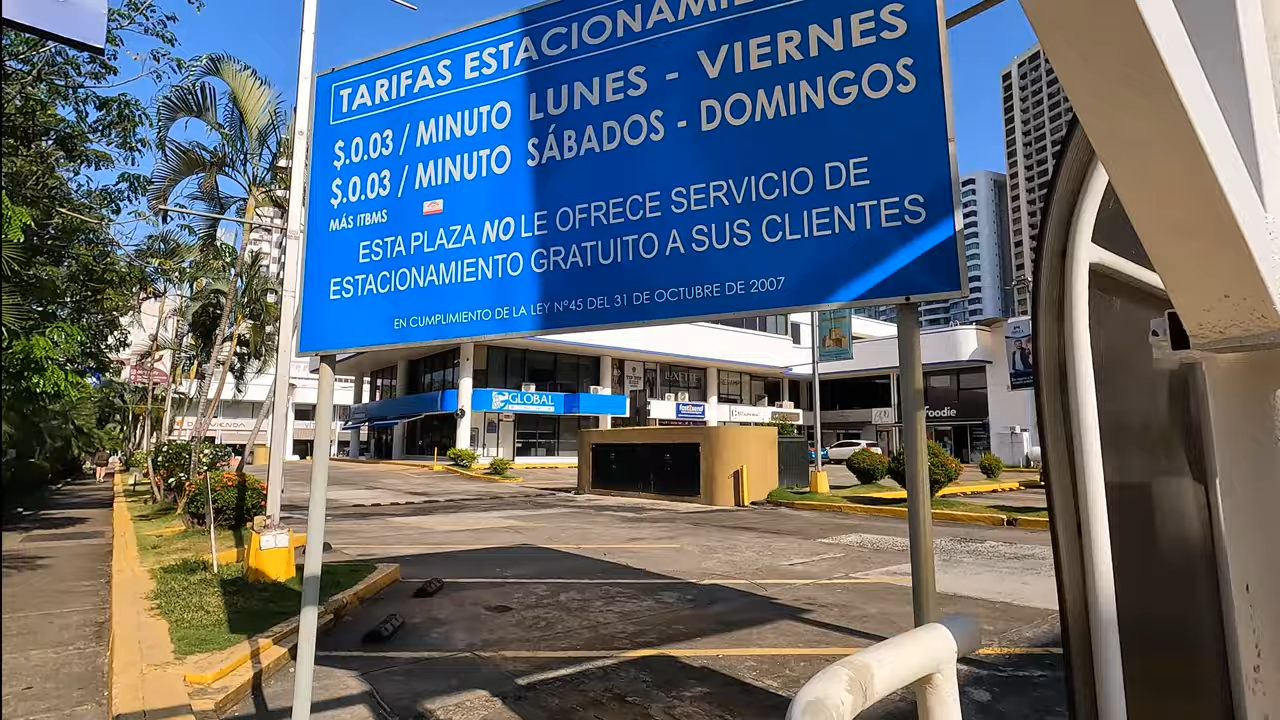 TARIFAS ESTACIONAMIE
$.0.03 / MINUTO LUNES - VIERNES
$.0.03 / MINUTO SÁBADOS - DOMINGOS
MÁS ITBMS
ESTA PLAZA NO LE OFRECE SERVICIO DE
ESTACIONAMIENTO GRATUITO A SUS CLIENTES
EN CUMPLIMIENTO DE LA LEY Nº45 DEL 31 DE OCTUBRE DE 2007
GLOBAL
foodie